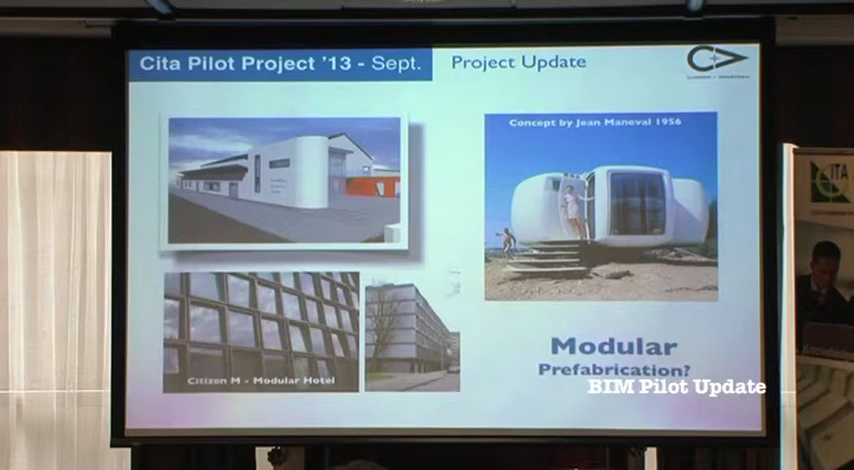 Cita Pilot Project '13 - Sept.
Project Update
Concept by Jean Maneval 1956
Citizen M - Modular Hotel
Modular
Prefabrication?
BIM Pilot Update
CITA